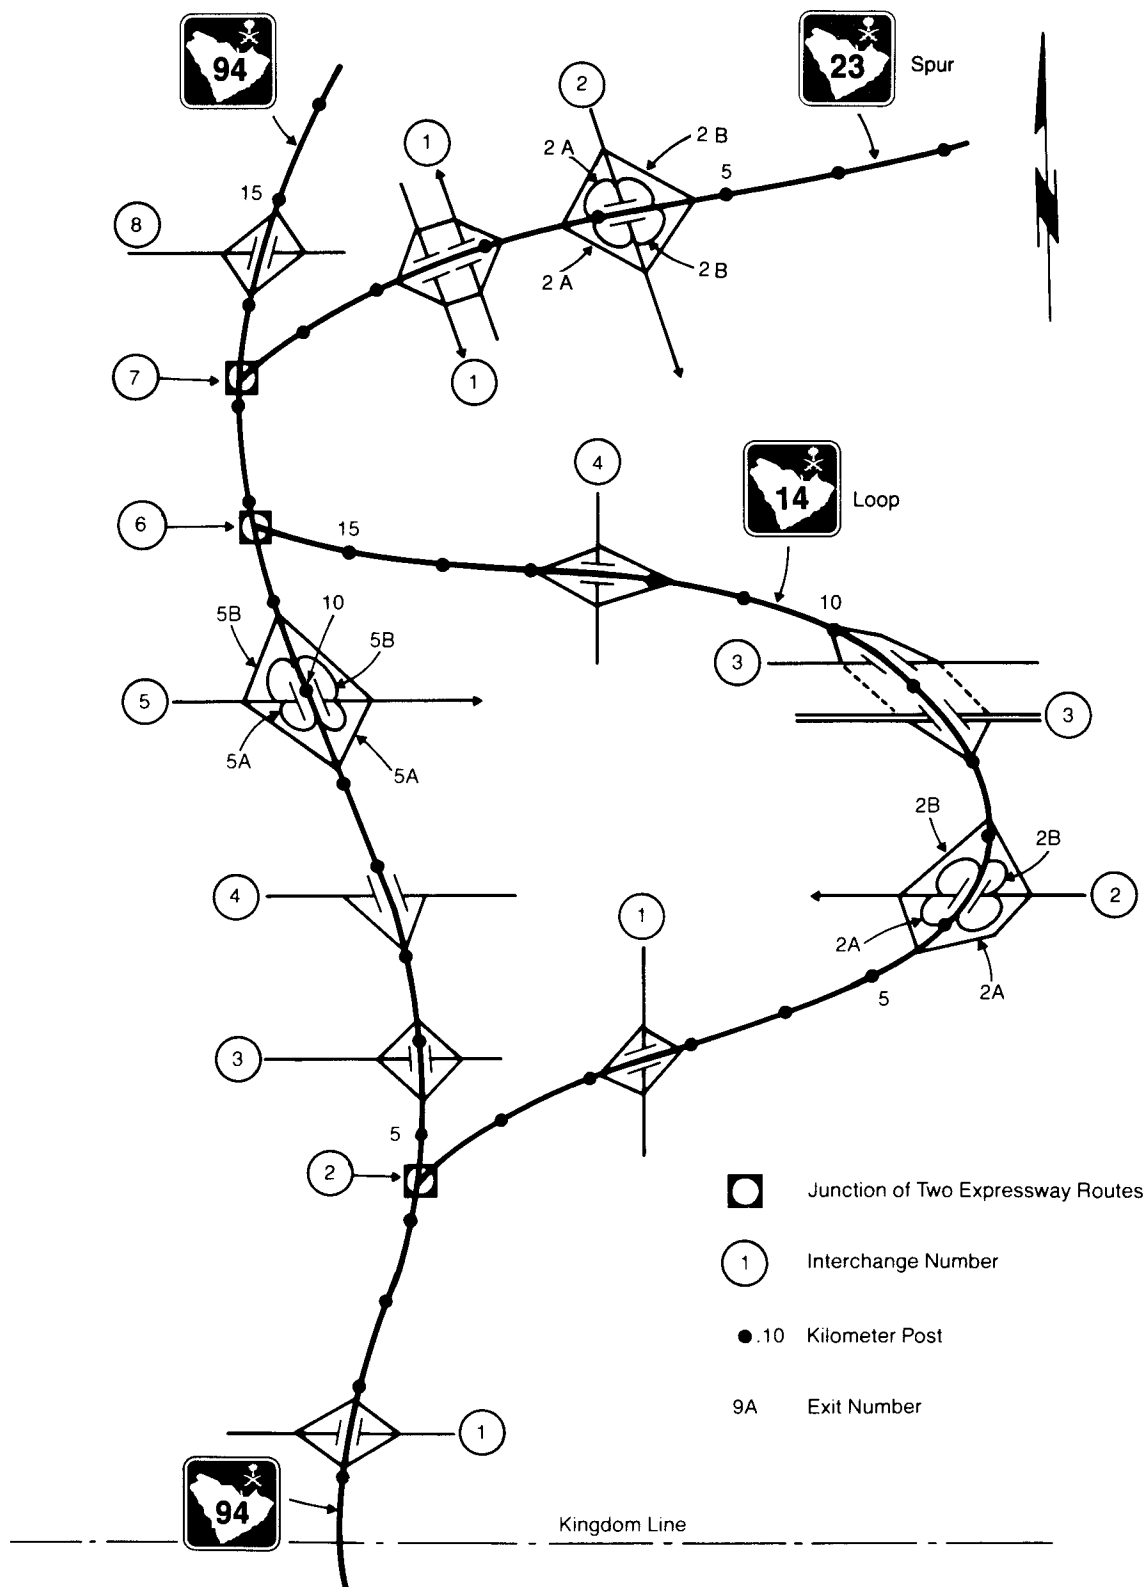 94
23 Spur
2
1
2 A
2 B
5
15
8
2 A
2 B
7
1
4
14 Loop
6
15
10
5B
10
5B
3
5
3
5A
5A
2B
2B
4
1
2
2A
2A
5
3
5
2
Junction of Two Expressway Routes
1 Interchange Number
.10 Kilometer Post
9A Exit Number
1
94
Kingdom Line